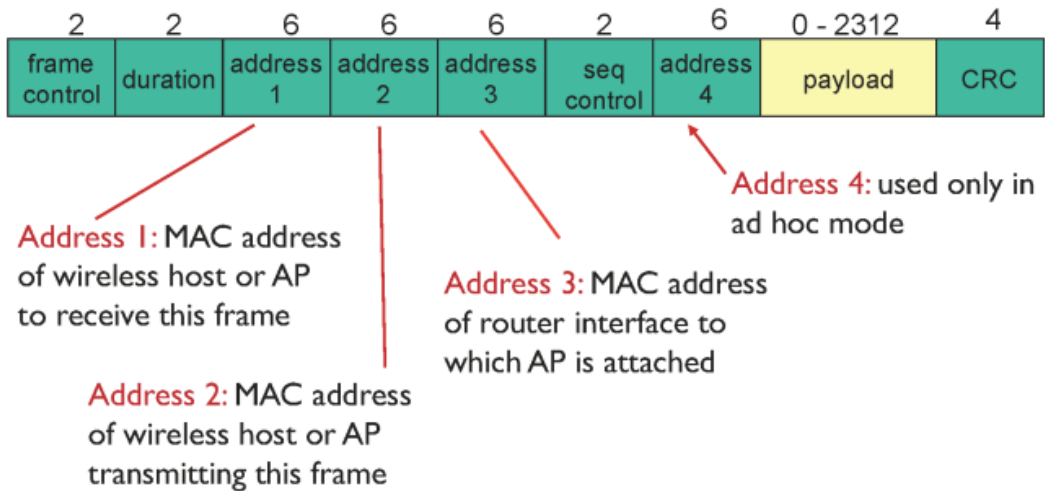 2 2 6 6 6 2 6 0 - 2312 4
frame control
duration
address 1
address 2
address 3
seq control
address 4
payload
CRC
Address 4: used only in
ad hoc mode
Address 1: MAC address
of wireless host or AP
to receive this frame
Address 3: MAC address
of router interface to
which AP is attached
Address 2: MAC address
of wireless host or AP
transmitting this frame